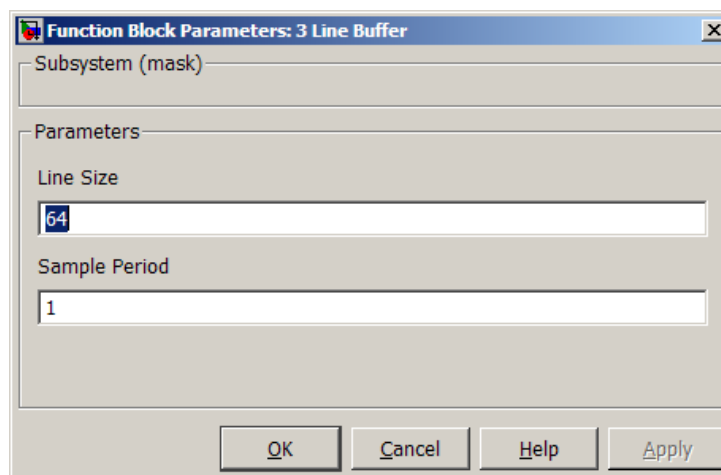 Function Block Parameters: 3 Line Buffer
Subsystem (mask)
Parameters
Line Size
64
Sample Period
1
OK Cancel Help Apply